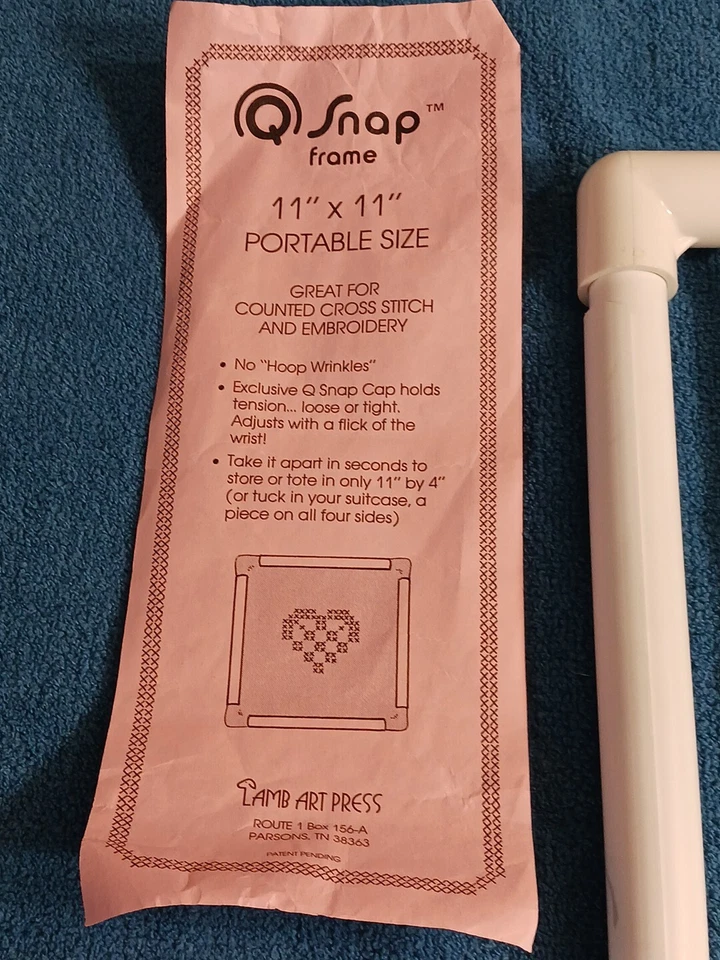 Q Snap™
frame
11" x 11"
PORTABLE SIZE
GREAT FOR
COUNTED CROSS STITCH
AND EMBROIDERY
• No "Hoop Wrinkles"
• Exclusive Q Snap Cap holds
tension... loose or tight.
Adjusts with a flick of the
wrist!
• Take it apart in seconds to
store or tote in only 11" by 4"
(or tuck in your suitcase, a
piece on all four sides)
LAMB ART PRESS
ROUTE 1 Box 156-A
PARSONS, TN 38363
PATENT PENDING